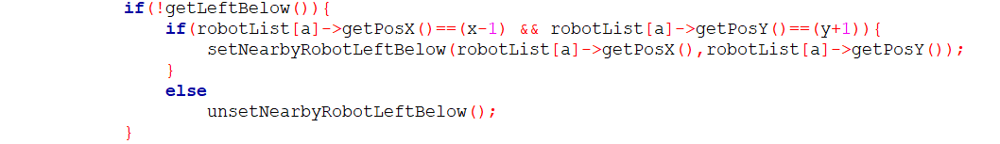 if(!getLeftBelow()){
if(robotList[a]->getPosX()==(x-1) && robotList[a]->getPosY()==(y+1)){
setNearbyRobotLeftBelow(robotList[a]->getPosX(),robotList[a]->getPosY());
}
else
unsetNearbyRobotLeftBelow();
}